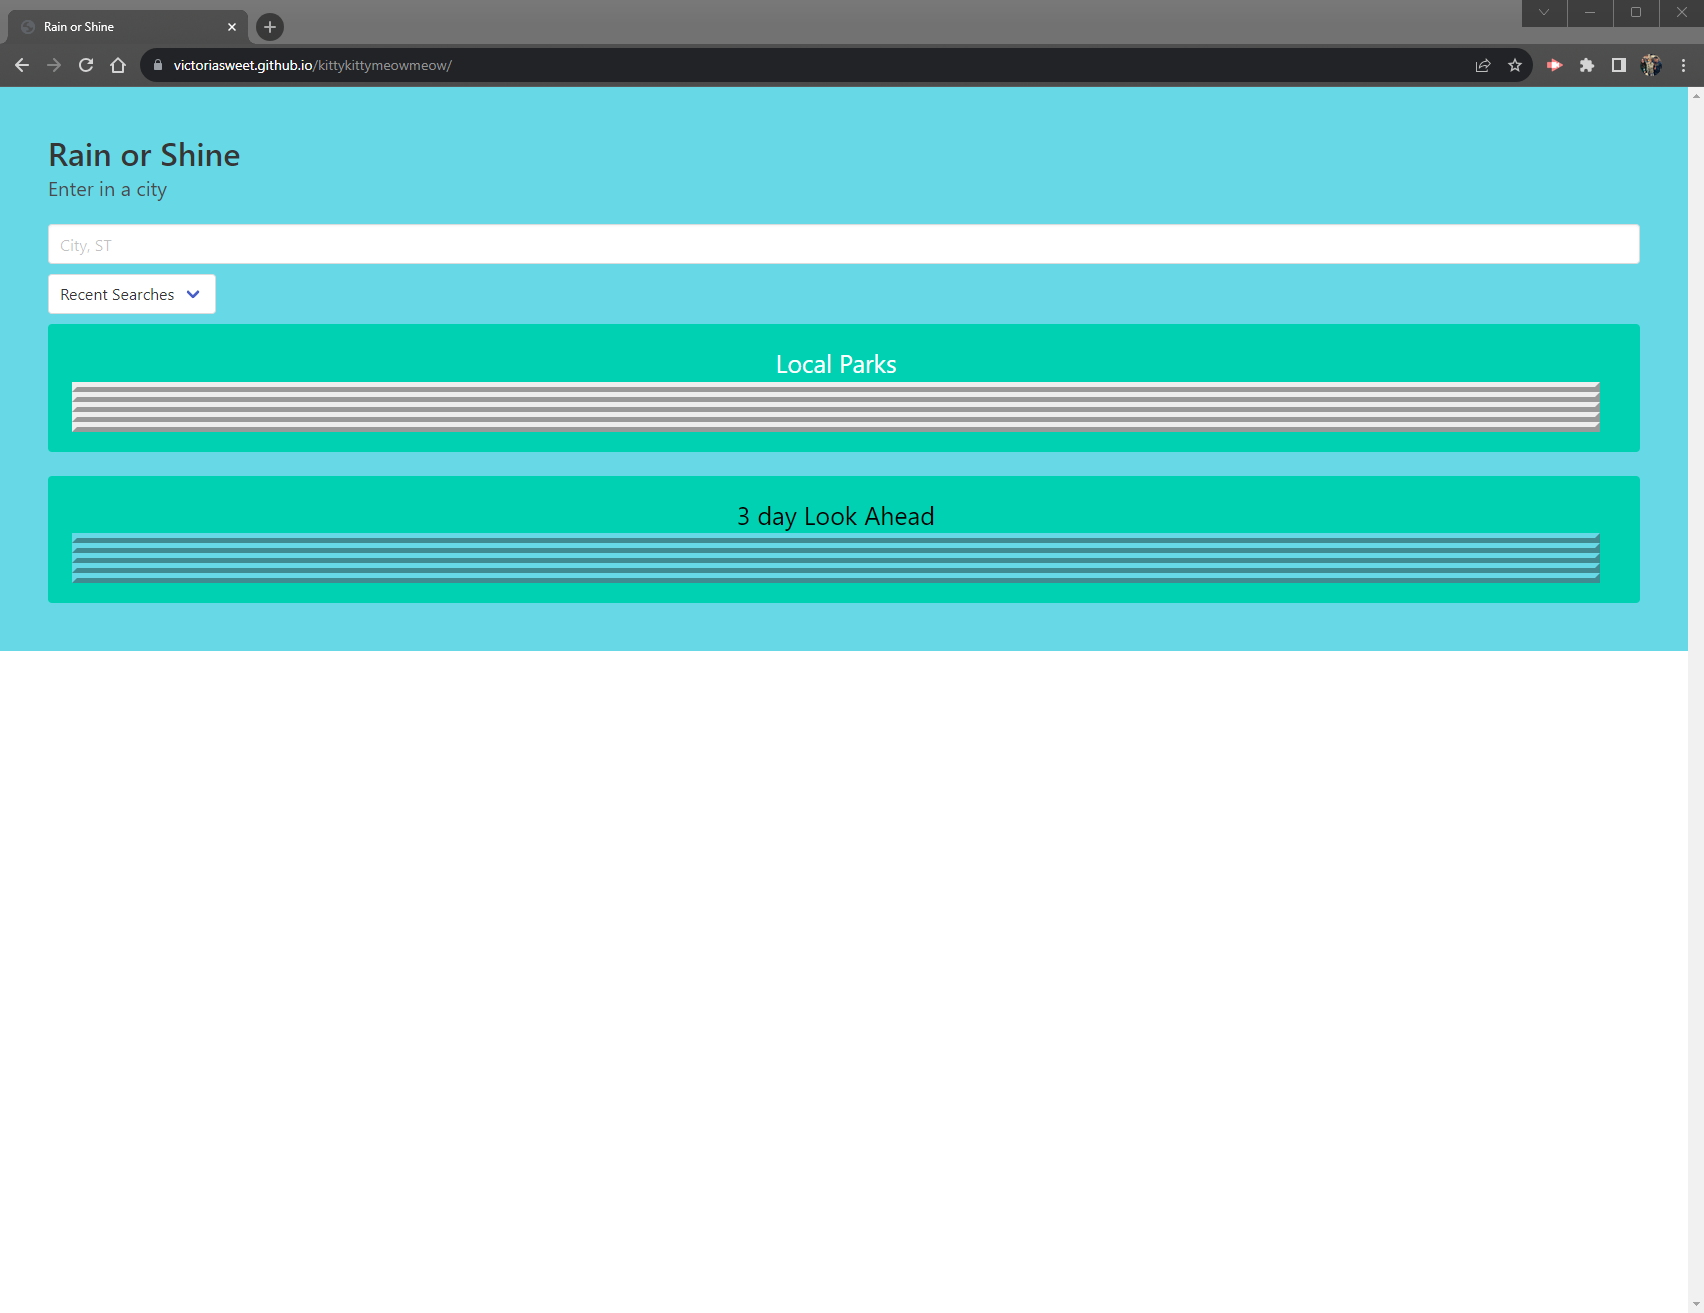 Rain or Shine
victoriasweet.github.io/kittykittymeowmeow/
Rain or Shine
Enter in a city
City, ST
Recent Searches
Local Parks
3 day Look Ahead